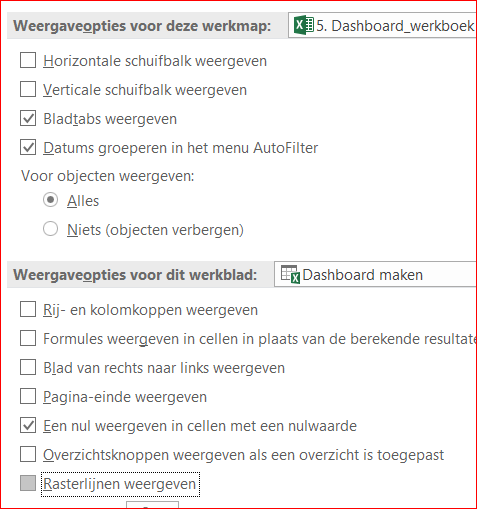 Weergaveopties voor deze werkmap: 5. Dashboard_werkboek
Horizontale schuifbalk weergeven
Verticale schuifbalk weergeven
Bladtabs weergeven
Datums groeperen in het menu AutoFilter
Voor objecten weergeven:
Alles
Niets (objecten verbergen)
Weergaveopties voor dit werkblad: Dashboard maken
Rij- en kolomkoppen weergeven
Formules weergeven in cellen in plaats van de berekende resultate
Blad van rechts naar links weergeven
Pagina-einde weergeven
Een nul weergeven in cellen met een nulwaarde
Overzichtsknoppen weergeven als een overzicht is toegepast
Rasterlijnen weergeven